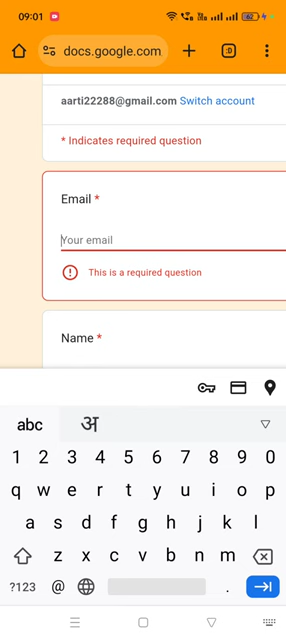 09:01
62
docs.google.com
:D
aarti22288@gmail.com Switch account
* Indicates required question
Email *
Your email
This is a required question
Name *
abc अ
1 2 3 4 5 6 7 8 9 0
q w e r t y u i o p
a s d f g h j k l
z x c v b n m
?123 @ .